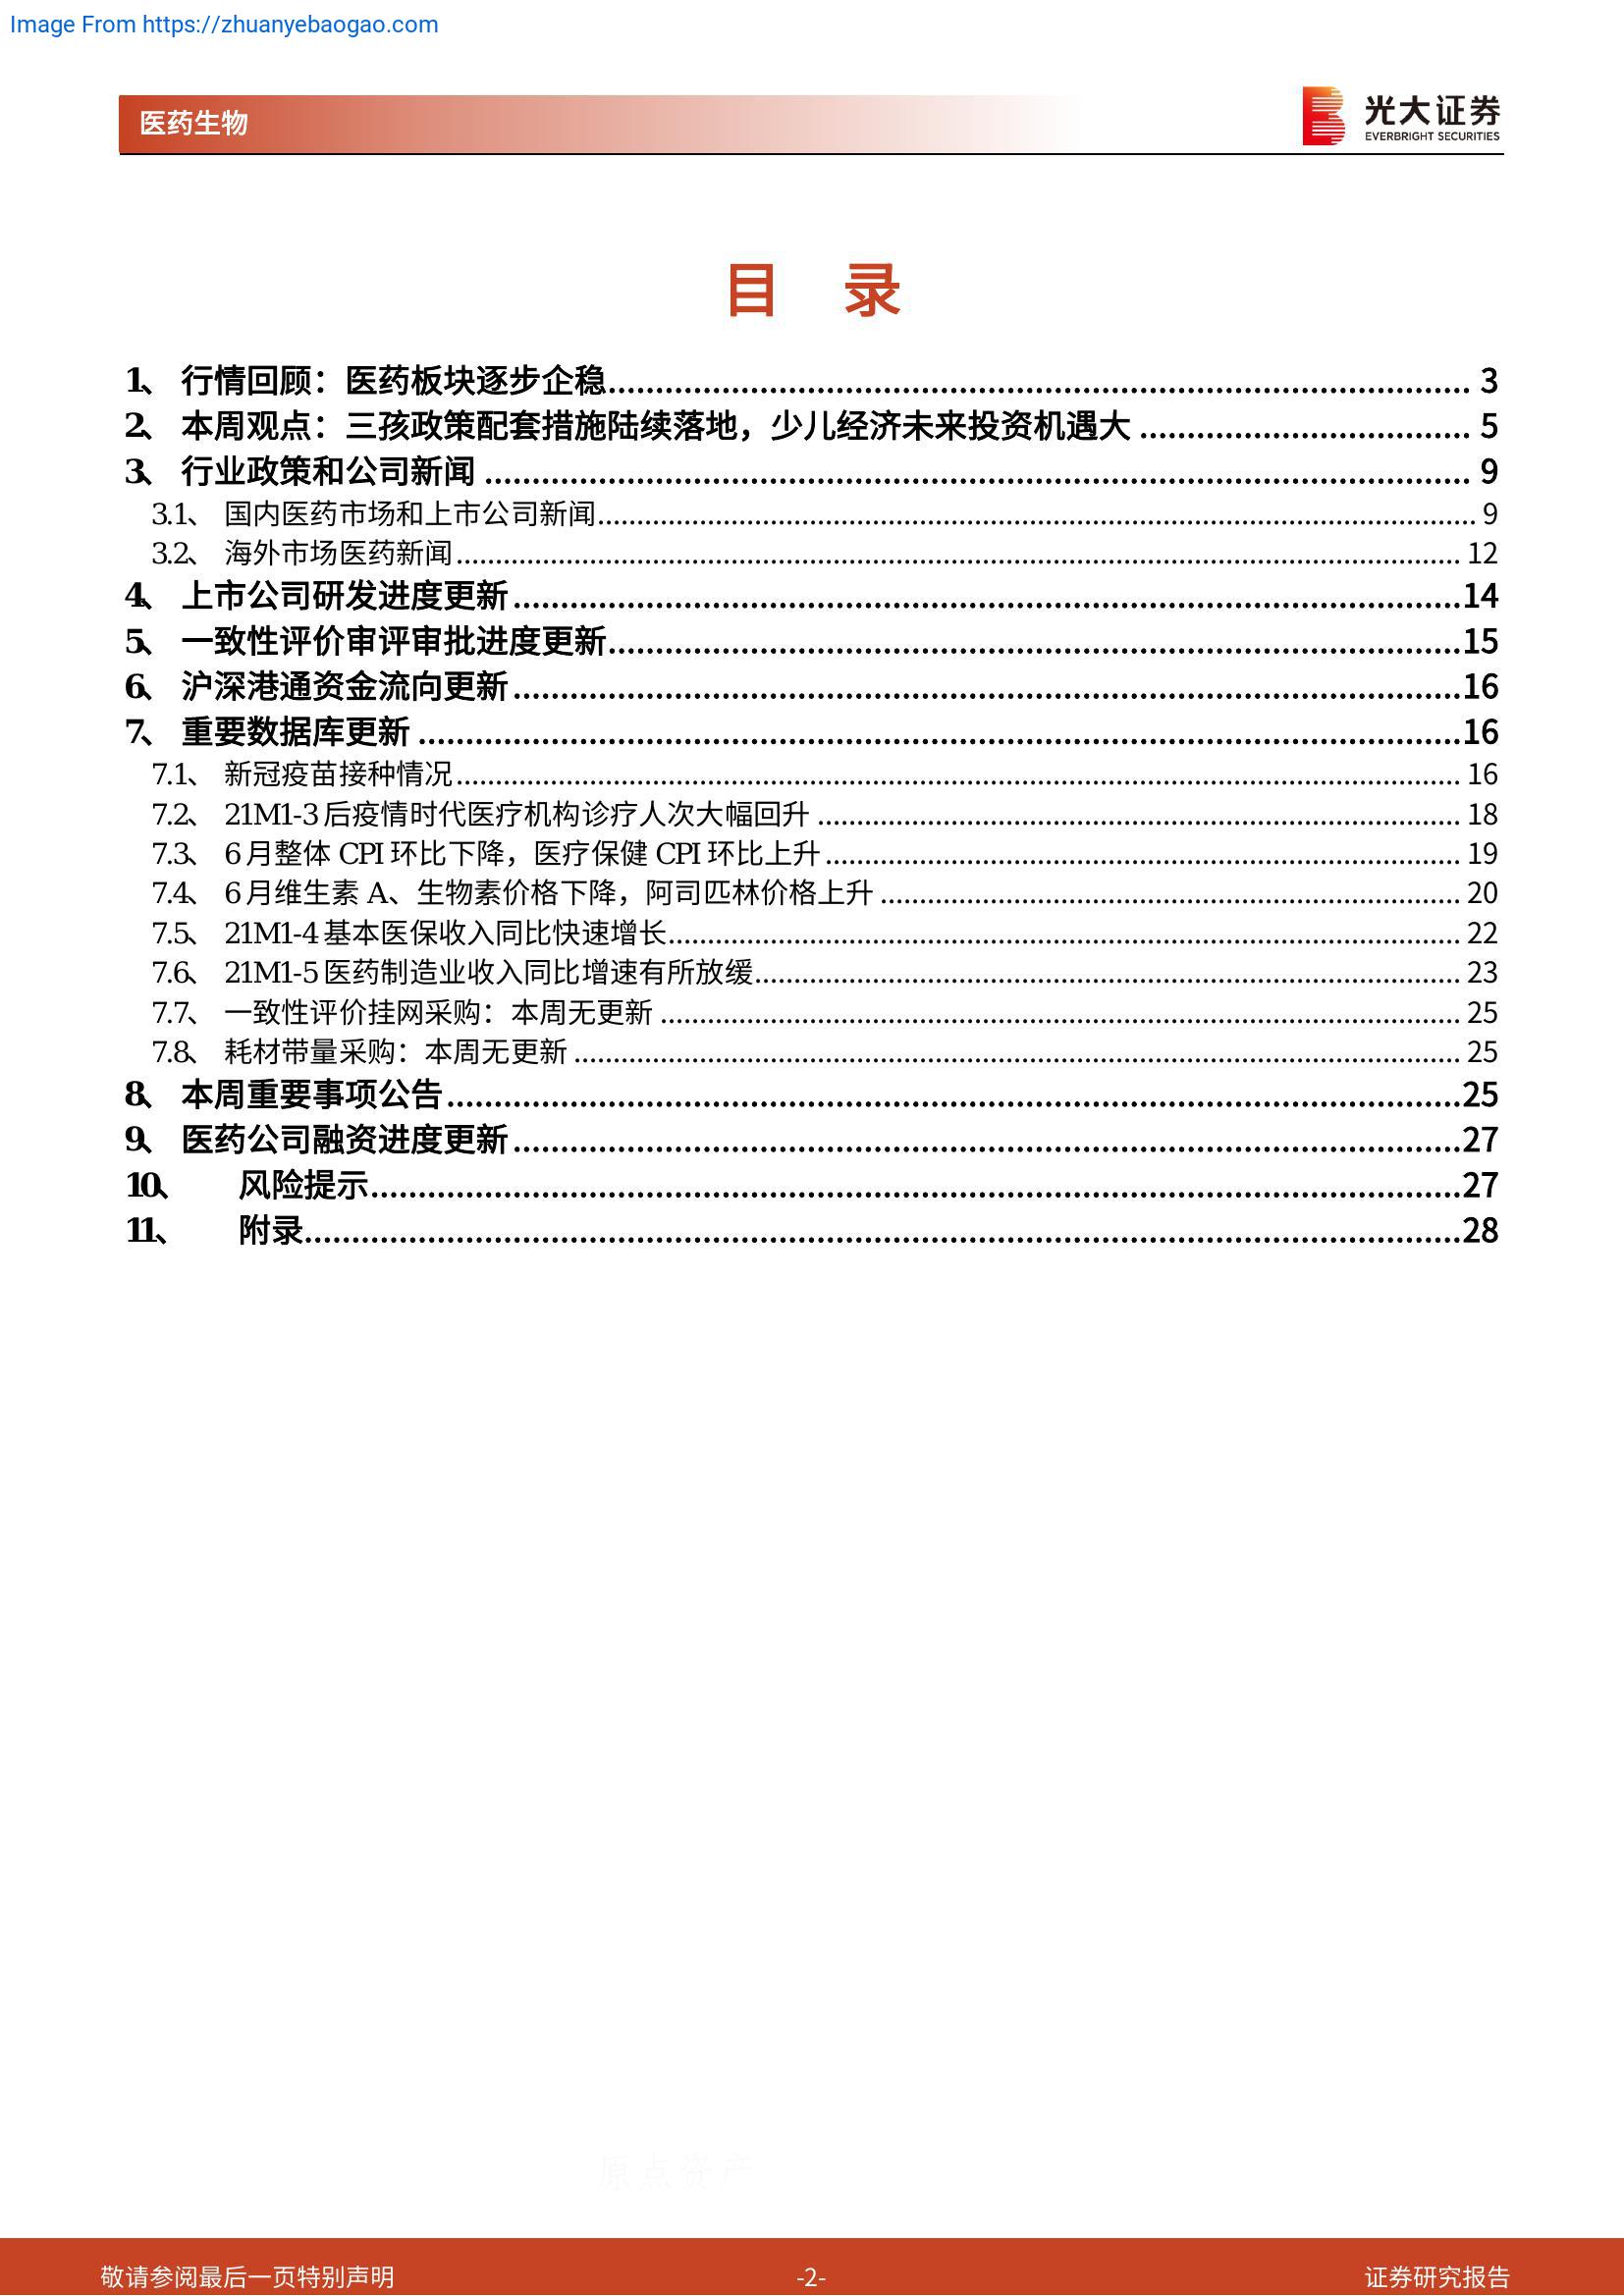 Image From https://zhuanyebaogao.com
医药生物
光大证券
EVERBRIGHT SECURITIES
目 录
1、 行情回顾：医药板块逐步企稳 3
2、 本周观点：三孩政策配套措施陆续落地，少儿经济未来投资机遇大 5
3、 行业政策和公司新闻 9
3.1、 国内医药市场和上市公司新闻 9
3.2、 海外市场医药新闻 12
4、 上市公司研发进度更新 14
5、 一致性评价审评审批进度更新 15
6、 沪深港通资金流向更新 16
7、 重要数据库更新 16
7.1、 新冠疫苗接种情况 16
7.2、 21M1-3后疫情时代医疗机构诊疗人次大幅回升 18
7.3、 6月整体 CPI 环比下降，医疗保健 CPI 环比上升 19
7.4、 6月维生素 A、生物素价格下降，阿司匹林价格上升 20
7.5、 21M1-4基本医保收入同比快速增长 22
7.6、 21M1-5医药制造业收入同比增速有所放缓 23
7.7、 一致性评价挂网采购：本周无更新 25
7.8、 耗材带量采购：本周无更新 25
8、 本周重要事项公告 25
9、 医药公司融资进度更新 27
10、 风险提示 27
11、 附录 28
原点资产
敬请参阅最后一页特别声明
-2-
证券研究报告